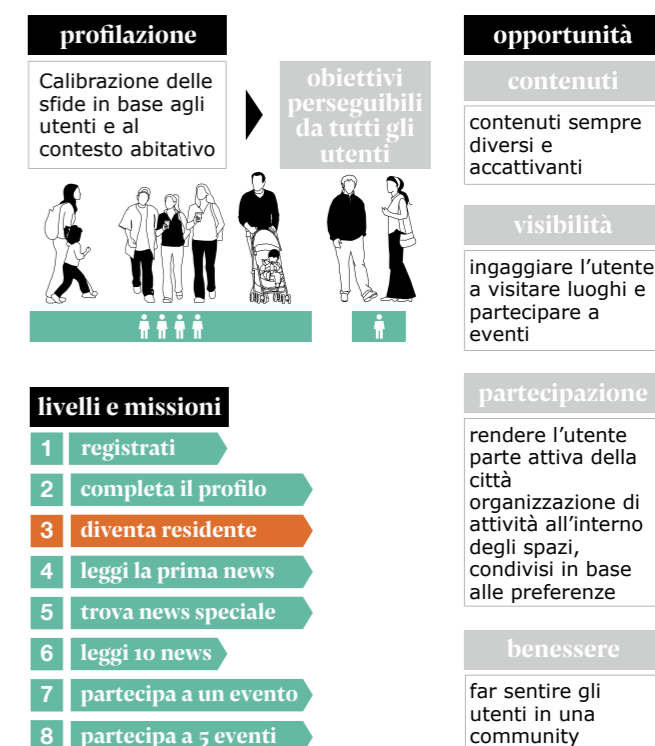 profilazione
Calibrazione delle
sfide in base agli
utenti e al
contesto abitativo
obiettivi
perseguibili
da tutti gli
utenti
livelli e missioni
1 registrati
2 completa il profilo
3 diventa residente
4 leggi la prima news
5 trova news speciale
6 leggi 10 news
7 partecipa a un evento
8 partecipa a 5 eventi
opportunità
contenuti
contenuti sempre
diversi e
accattivanti
visibilità
ingaggiare l'utente
a visitare luoghi e
partecipare a
eventi
partecipazione
rendere l'utente
parte attiva della
città
organizzazione di
attività all'interno
degli spazi,
condivisi in base
alle preferenze
benessere
far sentire gli
utenti in una
community